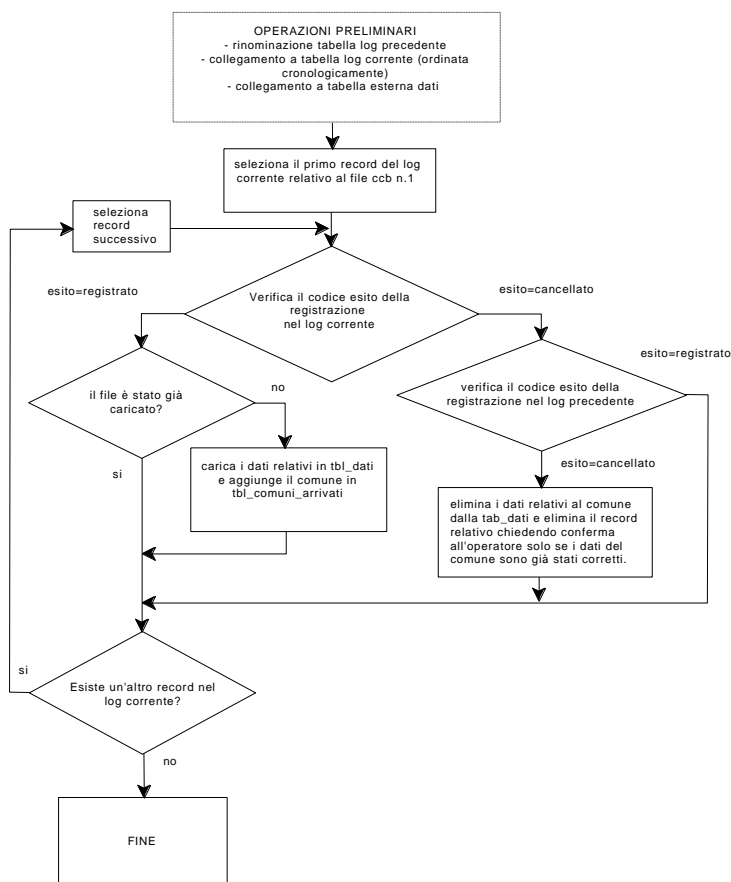 OPERAZIONI PRELIMINARI
- rinominazione tabella log precedente
- collegamento a tabella log corrente (ordinata
cronologicamente)
- collegamento a tabella esterna dati
seleziona il primo record del log
corrente relativo al file ccb n.1
seleziona
record
successivo
esito=registrato
Verifica il codice esito della
registrazione
nel log corrente
esito=cancellato
esito=registrato
il file è stato già
caricato?
no
verifica il codice esito della
registrazione nel log precedente
si
carica i dati relativi in tbl_dati
e aggiunge il comune in
tbl_comuni_arrivati
esito=cancellato
elimina i dati relativi al comune
dalla tab_dati e elimina il record
relativo chiedendo conferma
all'operatore solo se i dati del
comune sono già stati corretti.
si
Esiste un'altro record nel
log corrente?
no
FINE